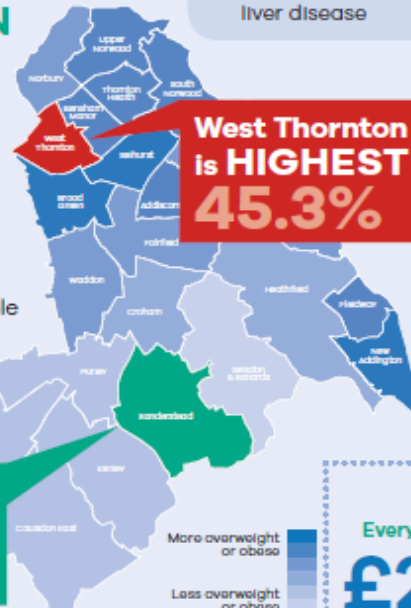 N
liver disease
Upper
Norwood
Norbury
Thornton
Heath
South
Norwood
Bensham
Manor
West
Thornton
West Thornton
is HIGHEST
45.3%
Selhurst
Broad
Green
Addiscom
Fairfield
Waddon
Heathfield
le
Croham
Fieldway
New
Addington
Purley
Selsdon
& Ballards
Sanderstead
Kenley
Coulsdon East
More overweight
or obese
Every
£2
Less overweight
or obese